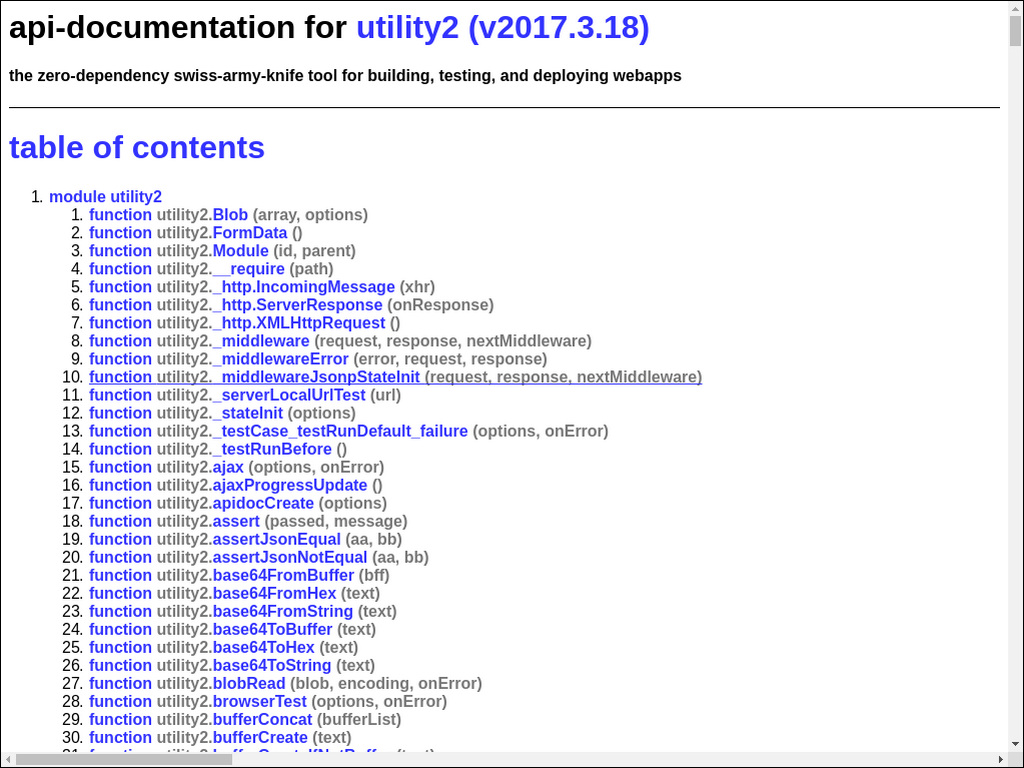 api-documentation for utility2 (v2017.3.18)
the zero-dependency swiss-army-knife tool for building, testing, and deploying webapps
table of contents
1. module utility2
1. function utility2.Blob (array, options)
2. function utility2.FormData ()
3. function utility2.Module (id, parent)
4. function utility2.__require (path)
5. function utility2._http.IncomingMessage (xhr)
6. function utility2._http.ServerResponse (onResponse)
7. function utility2._http.XMLHttpRequest ()
8. function utility2._middleware (request, response, nextMiddleware)
9. function utility2._middlewareError (error, request, response)
10. function utility2._middlewareJsonpStateInit (request, response, nextMiddleware)
11. function utility2._serverLocalUrlTest (url)
12. function utility2._stateInit (options)
13. function utility2._testCase_testRunDefault_failure (options, onError)
14. function utility2._testRunBefore ()
15. function utility2.ajax (options, onError)
16. function utility2.ajaxProgressUpdate ()
17. function utility2.apidocCreate (options)
18. function utility2.assert (passed, message)
19. function utility2.assertJsonEqual (aa, bb)
20. function utility2.assertJsonNotEqual (aa, bb)
21. function utility2.base64FromBuffer (bff)
22. function utility2.base64FromHex (text)
23. function utility2.base64FromString (text)
24. function utility2.base64ToBuffer (text)
25. function utility2.base64ToHex (text)
26. function utility2.base64ToString (text)
27. function utility2.blobRead (blob, encoding, onError)
28. function utility2.browserTest (options, onError)
29. function utility2.bufferConcat (bufferList)
30. function utility2.bufferCreate (text)